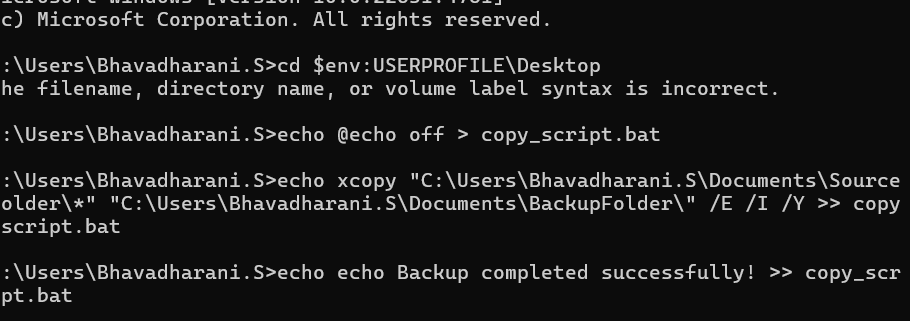 c) Microsoft Corporation. All rights reserved.
:\Users\Bhavadharani.S>cd $env:USERPROFILE\Desktop
he filename, directory name, or volume label syntax is incorrect.
:\Users\Bhavadharani.S>echo @echo off > copy_script.bat
:\Users\Bhavadharani.S>echo xcopy "C:\Users\Bhavadharani.S\Documents\Source
older\*" "C:\Users\Bhavadharani.S\Documents\BackupFolder\" /E /I /Y >> copy
script.bat
:\Users\Bhavadharani.S>echo echo Backup completed successfully! >> copy_scr
pt.bat